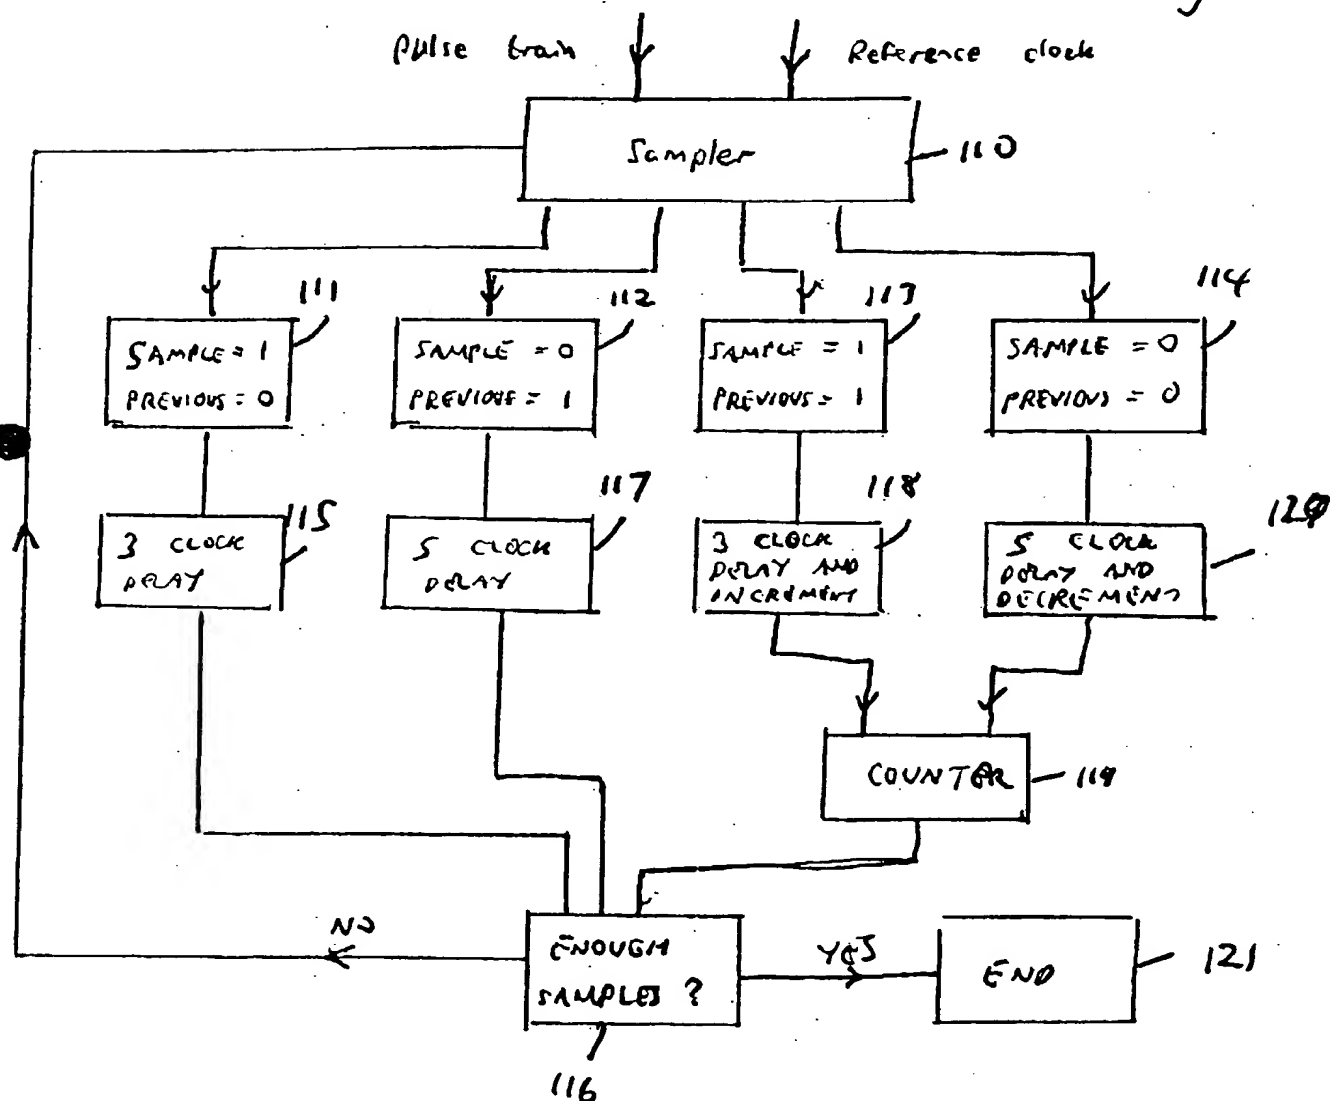 Pulse train
Reference clock
Sampler
110
111
112
113
114
SAMPLE = 1
PREVIOUS = 0
SAMPLE = 0
PREVIOUS = 1
SAMPLE = 1
PREVIOUS = 1
SAMPLE = 0
PREVIOUS = 0
115
117
118
120
3 CLOCK
DELAY
5 CLOCK
DELAY
3 CLOCK
DELAY AND
INCREMENT
5 CLOCK
DELAY AND
DECREMENT
COUNTER
119
NO
ENOUGH
SAMPLES ?
YES
END
121
116